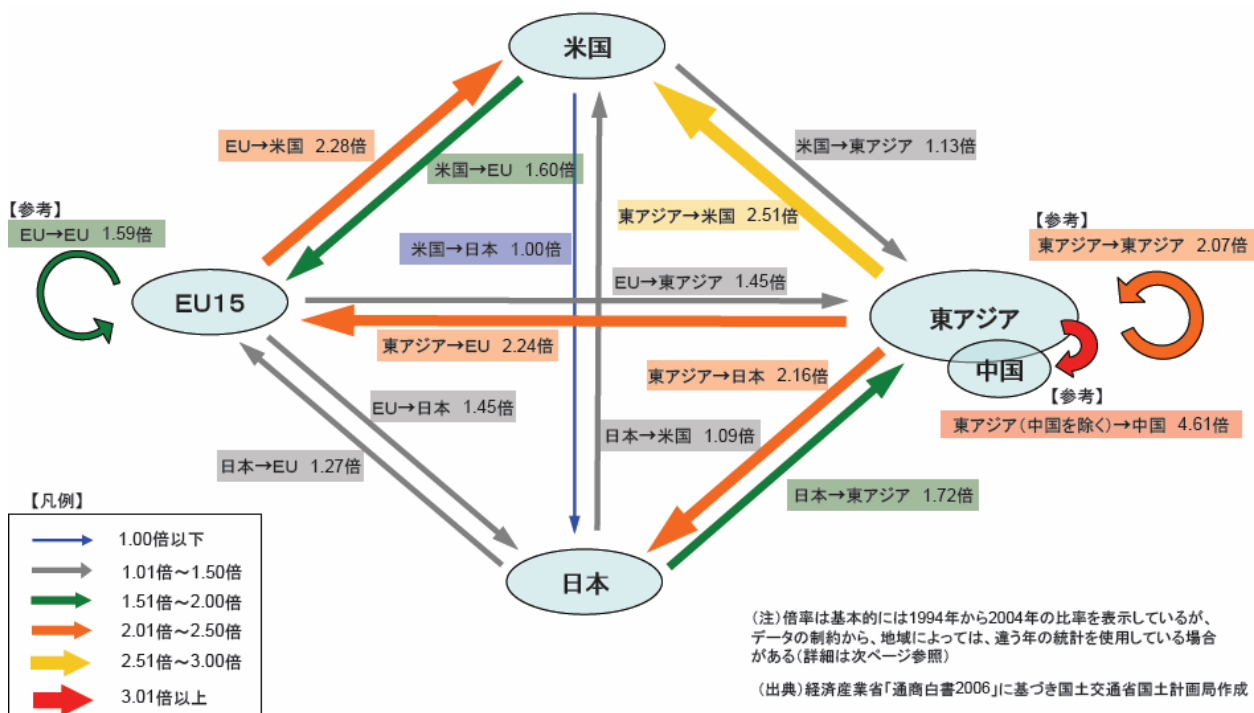 米国
EU→米国 2.28倍
米国→EU 1.60倍
米国→東アジア 1.13倍
【参考】
EU→EU 1.59倍
東アジア→米国 2.51倍
【参考】
東アジア→東アジア 2.07倍
米国→日本 1.00倍
EU→東アジア 1.45倍
EU15
東アジア
東アジア→EU 2.24倍
東アジア→日本 2.16倍
中国
【参考】
東アジア(中国を除く)→中国 4.61倍
EU→日本 1.45倍
日本→米国 1.09倍
日本→EU 1.27倍
日本→東アジア 1.72倍
日本
【凡例】
1.00倍以下
1.01倍~1.50倍
1.51倍~2.00倍
2.01倍~2.50倍
2.51倍~3.00倍
3.01倍以上
(注)倍率は基本的には1994年から2004年の比率を表示しているが、
データの制約から、地域によっては、違う年の統計を使用している場合
がある(詳細は次ページ参照)
(出典)経済産業省「通商白書2006」に基づき国土交通省国土計画局作成